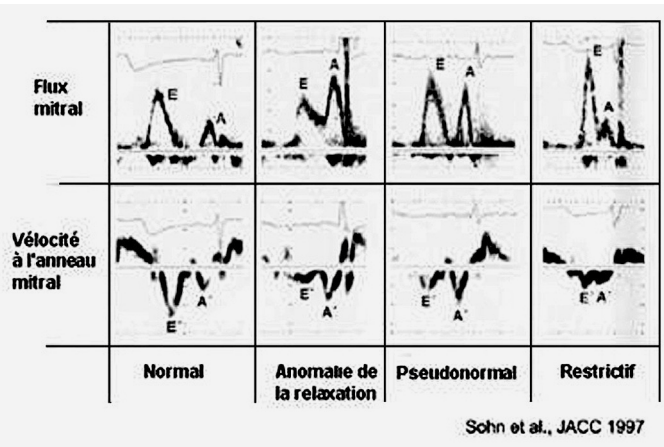 Flux
mitral
E
A
E
A
E
A
E
A
Vélocité
à l'anneau
mitral
E'
A'
E'
A'
E'
A'
E'
A'
Normal
Anomalie de
la relaxation
Pseudonormal
Restrictif
Sohn et al., JACC 1997